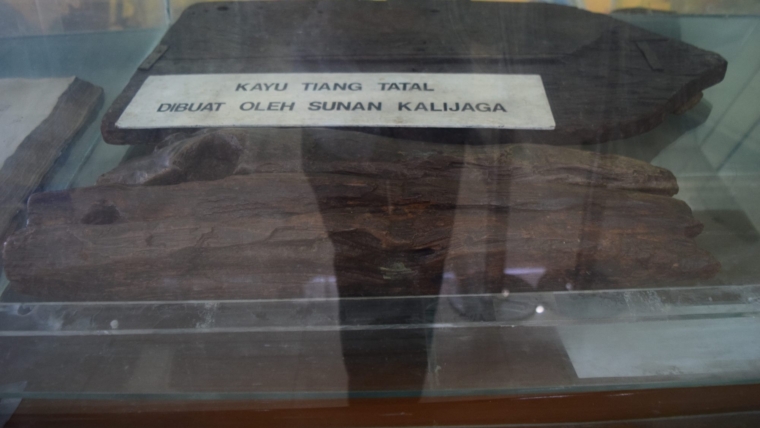 KAYU TIANG TATAL
DIBUAT OLEH SUNAN KALIJAGA